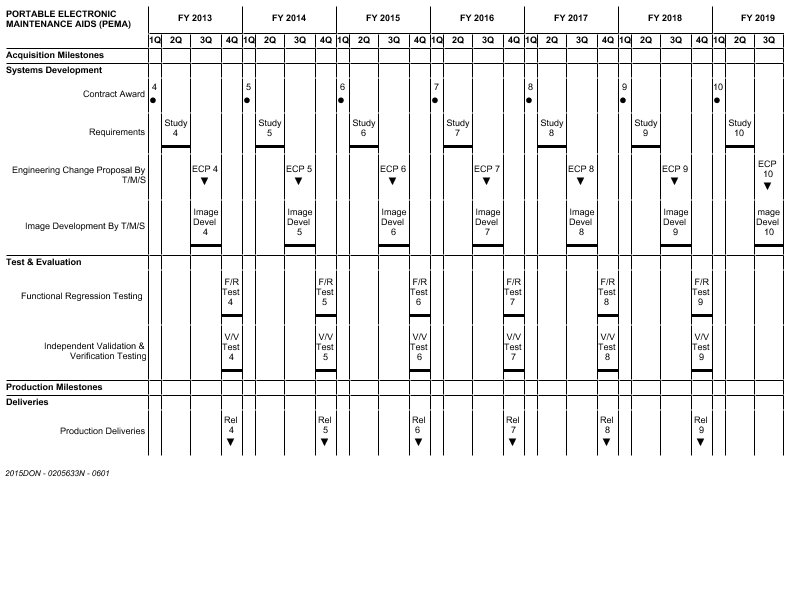 PORTABLE ELECTRONIC
MAINTENANCE AIDS (PEMA)
FY 2013 FY 2014 FY 2015 FY 2016 FY 2017 FY 2018 FY 2019
1Q 2Q 3Q 4Q 1Q 2Q 3Q 4Q 1Q 2Q 3Q 4Q 1Q 2Q 3Q 4Q 1Q 2Q 3Q 4Q 1Q 2Q 3Q 4Q 1Q 2Q 3Q
Acquisition Milestones
Systems Development
Contract Award
4 5 6 7 8 9 10
Requirements
Study Study Study Study Study Study Study
4 5 6 7 8 9 10
Engineering Change Proposal By
T/M/S
ECP 4 ECP 5 ECP 6 ECP 7 ECP 8 ECP 9 ECP
10
Image Development By T/M/S
Image Image Image Image Image Image mage
Devel Devel Devel Devel Devel Devel Devel
4 5 6 7 8 9 10
Test & Evaluation
Functional Regression Testing
F/R F/R F/R F/R F/R F/R
Test Test Test Test Test Test
4 5 6 7 8 9
Independent Validation &
Verification Testing
V/V V/V V/V V/V V/V V/V
Test Test Test Test Test Test
4 5 6 7 8 9
Production Milestones
Deliveries
Production Deliveries
Rel Rel Rel Rel Rel Rel
4 5 6 7 8 9
2015DON - 0205633N - 0601